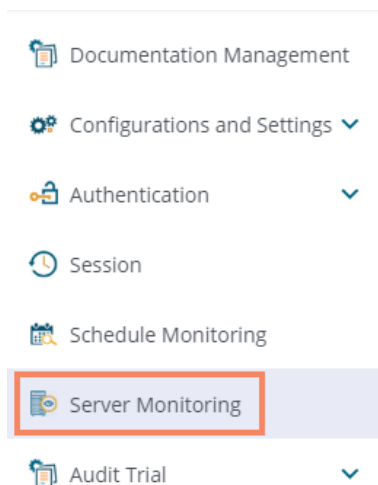 Documentation Management
Configurations and Settings
Authentication
Session
Schedule Monitoring
Server Monitoring
Audit Trial